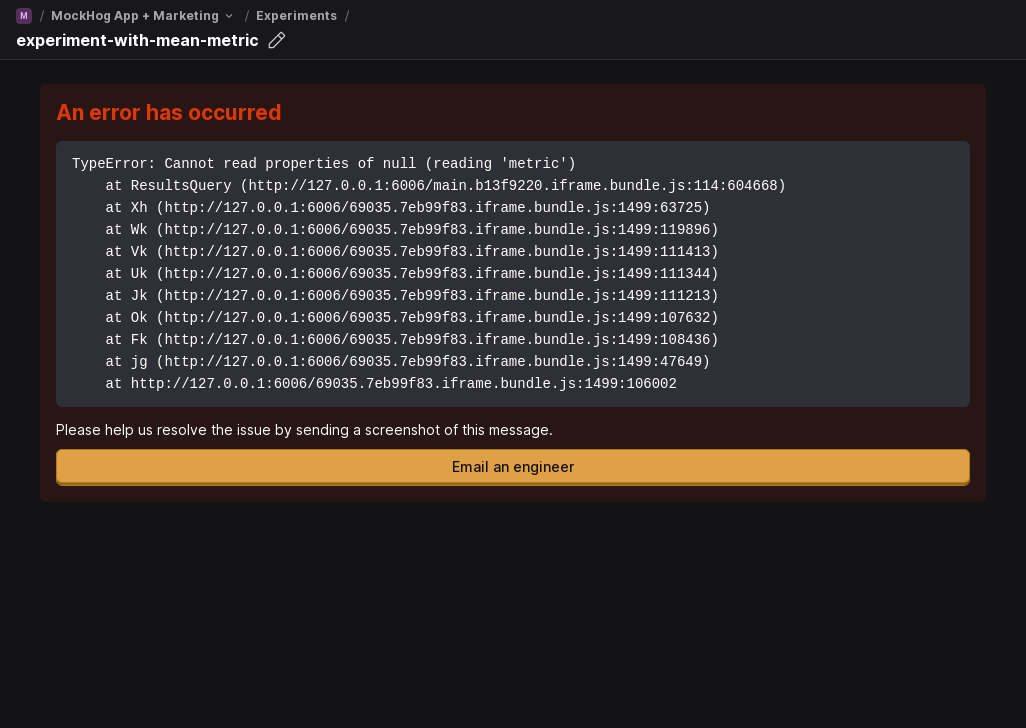 M / MockHog App + Marketing / Experiments /
experiment-with-mean-metric
An error has occurred
TypeError: Cannot read properties of null (reading 'metric')
    at ResultsQuery (http://127.0.0.1:6006/main.b13f9220.iframe.bundle.js:114:604668)
    at Xh (http://127.0.0.1:6006/69035.7eb99f83.iframe.bundle.js:1499:63725)
    at Wk (http://127.0.0.1:6006/69035.7eb99f83.iframe.bundle.js:1499:119896)
    at Vk (http://127.0.0.1:6006/69035.7eb99f83.iframe.bundle.js:1499:111413)
    at Uk (http://127.0.0.1:6006/69035.7eb99f83.iframe.bundle.js:1499:111344)
    at Jk (http://127.0.0.1:6006/69035.7eb99f83.iframe.bundle.js:1499:111213)
    at Ok (http://127.0.0.1:6006/69035.7eb99f83.iframe.bundle.js:1499:107632)
    at Fk (http://127.0.0.1:6006/69035.7eb99f83.iframe.bundle.js:1499:108436)
    at jg (http://127.0.0.1:6006/69035.7eb99f83.iframe.bundle.js:1499:47649)
    at http://127.0.0.1:6006/69035.7eb99f83.iframe.bundle.js:1499:106002
Please help us resolve the issue by sending a screenshot of this message.
Email an engineer